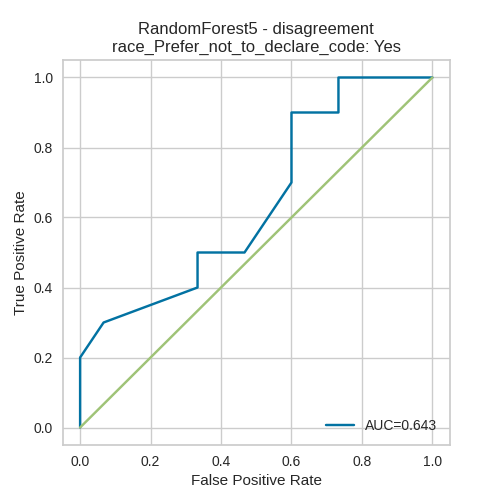 RandomForest5 - disagreement
race_Prefer_not_to_declare_code: Yes
1.0
0.8
0.6
0.4
0.2
0.0
True Positive Rate
AUC=0.643
0.0 0.2 0.4 0.6 0.8 1.0
False Positive Rate